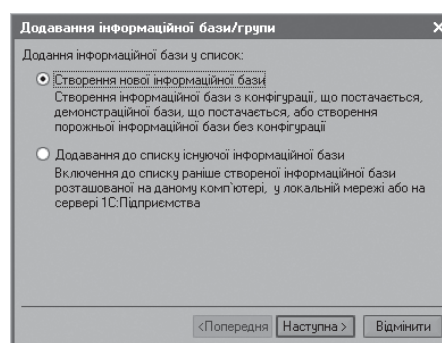 Додавання інформаційної бази/групи
Додання інформаційної бази у список:
Створення нової інформаційної бази
Створення інформаційної бази з конфігурації, що постачається,
демонстраційної бази, що постачається, або створення
порожньої інформаційної бази без конфігурації
Додавання до списку існуючої інформаційної бази
Включення до списку раніше створеної інформаційної бази
розташованої на даному комп'ютері, у локальній мережі або на
сервері 1С:Підприємства
<Попередня Наступна > Відмінити